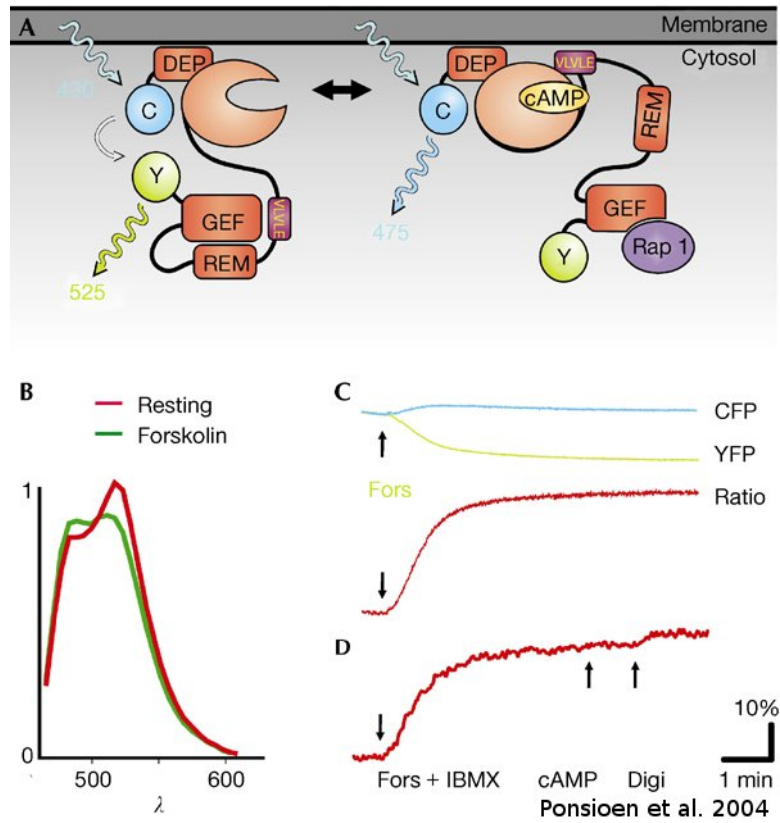 A
Membrane
Cytosol
430
DEP
C
Y
GEF
VLVLE
REM
525
DEP
VLVLE
cAMP
C
REM
475
GEF
Y
Rap 1
B
Resting
Forskolin
1
0
500
600
λ
C
CFP
YFP
Fors
Ratio
D
Fors + IBMX
cAMP
Digi
10%
1 min
Ponsioen et al. 2004